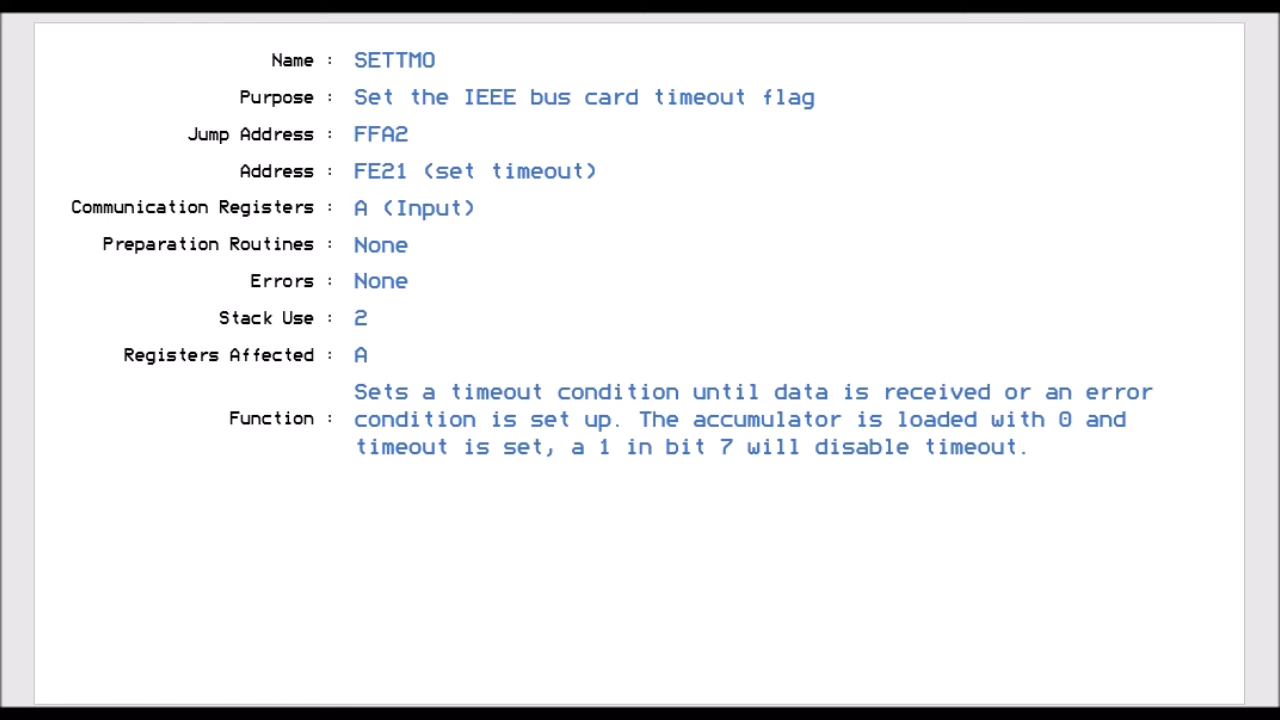 Name : SETTMO
Purpose : Set the IEEE bus card timeout flag
Jump Address : FFA2
Address : FE21 (set timeout)
Communication Registers : A (Input)
Preparation Routines : None
Errors : None
Stack Use : 2
Registers Affected : A
Function : Sets a timeout condition until data is received or an error
condition is set up. The accumulator is loaded with 0 and
timeout is set, a 1 in bit 7 will disable timeout.